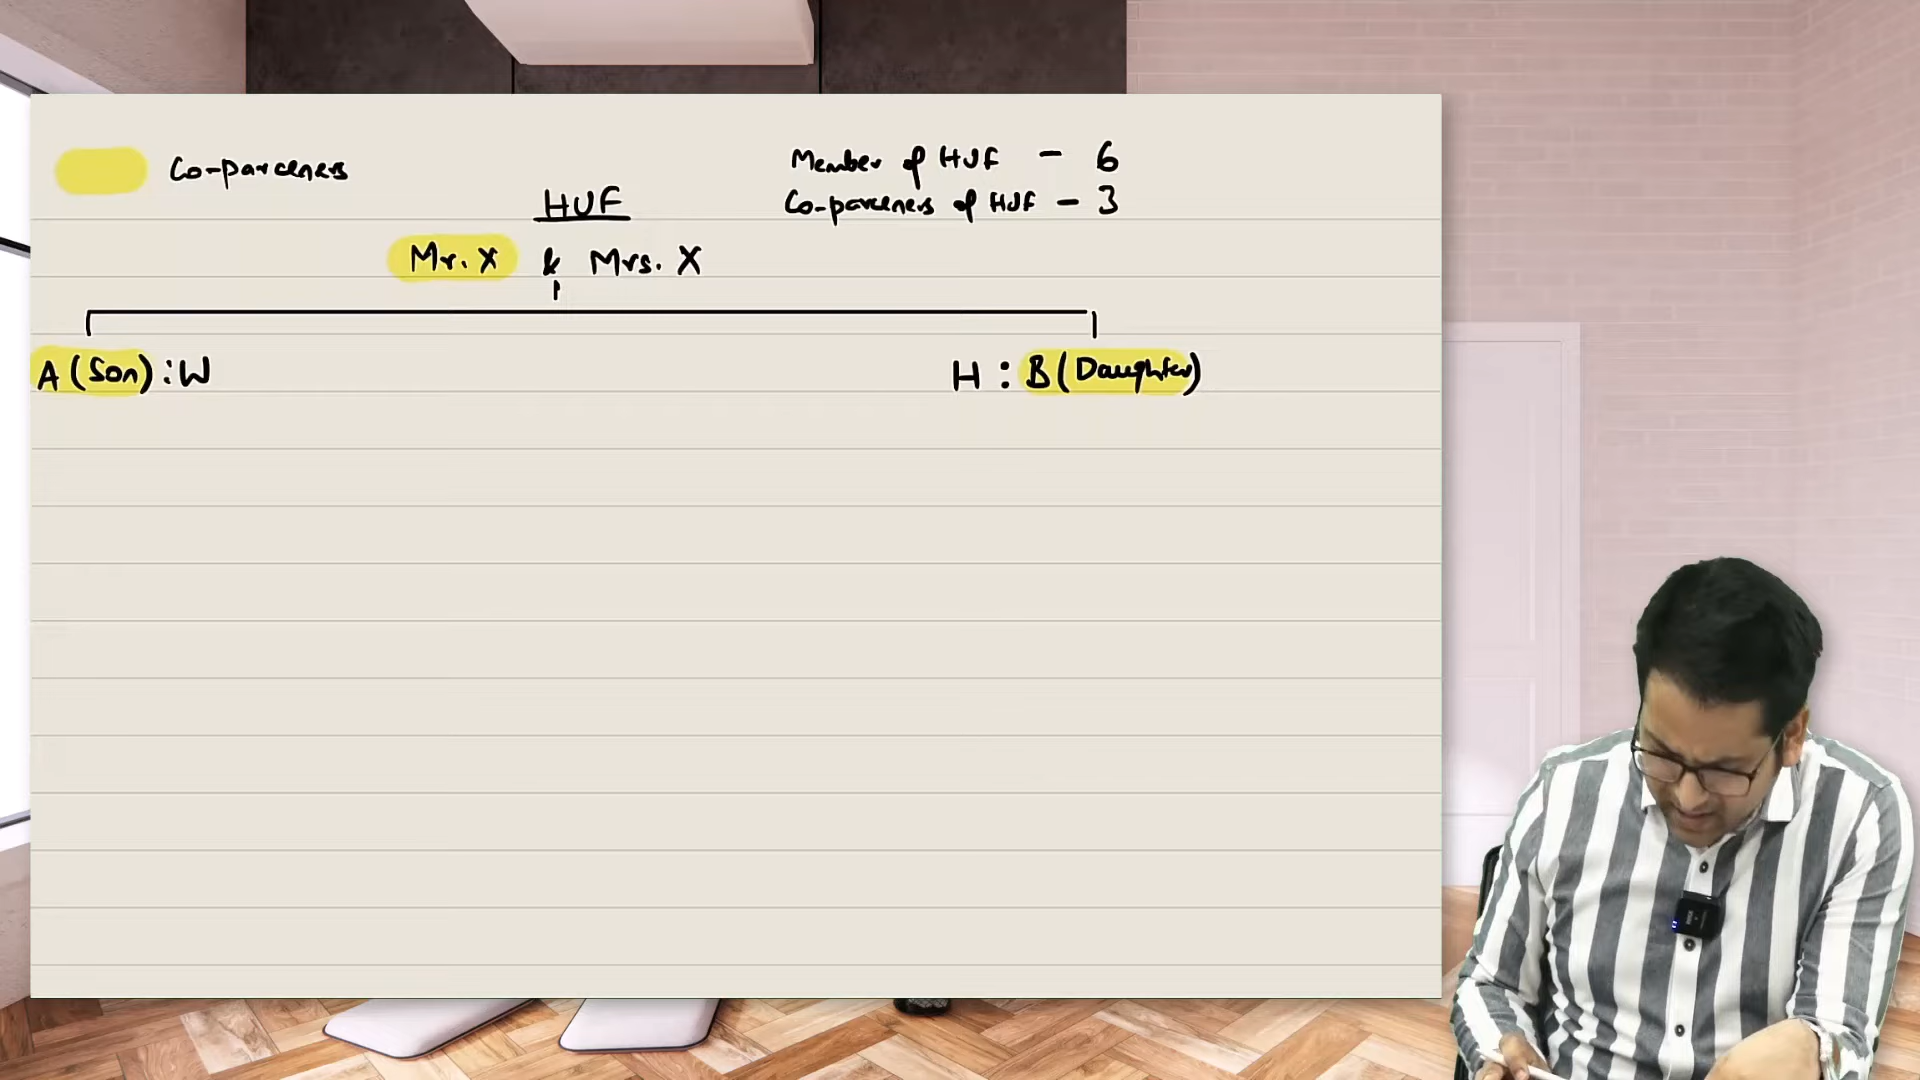 Co-parceners
Member of HUF - 6
Co-parceners of HUF - 3
HUF
Mr. X & Mrs. X
A (Son) : W
H : B (Daughter)